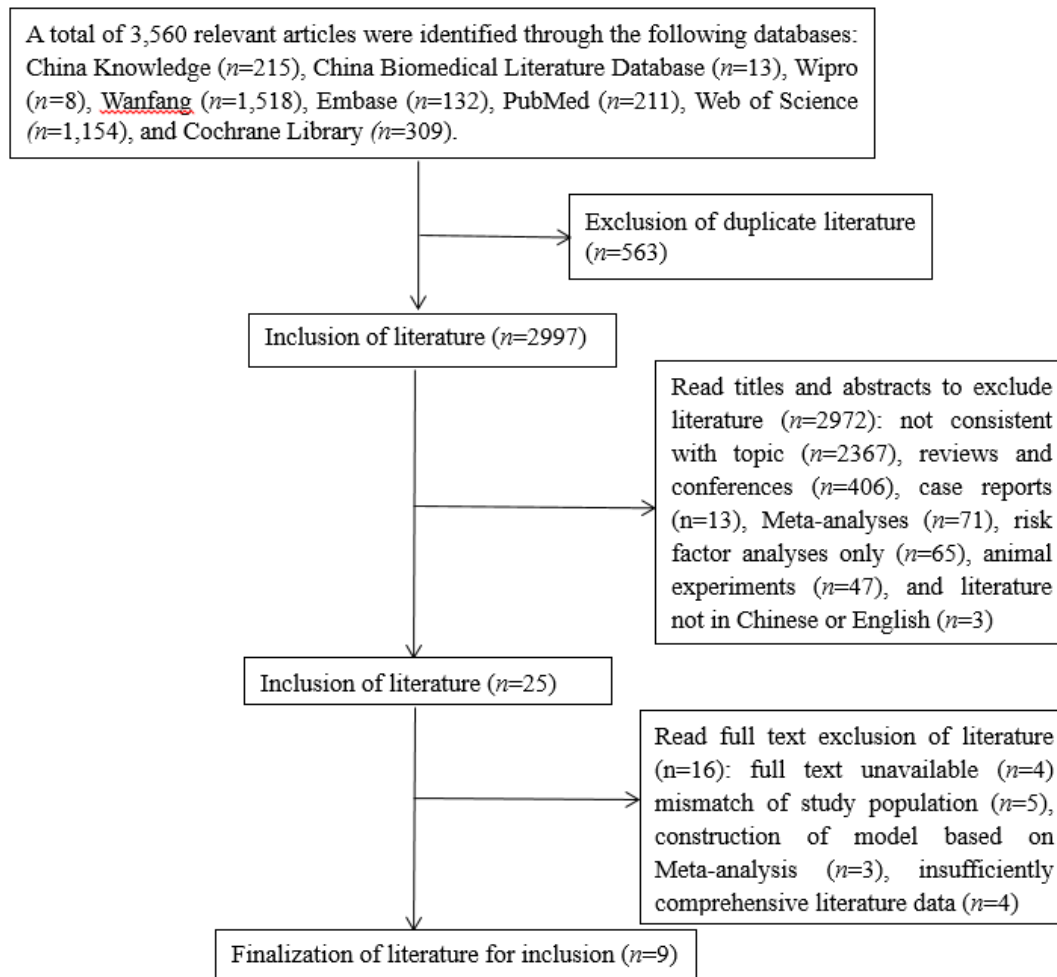 A total of 3,560 relevant articles were identified through the following databases:
China Knowledge (n=215), China Biomedical Literature Database (n=13), Wipro
(n=8), Wanfang (n=1,518), Embase (n=132), PubMed (n=211), Web of Science
(n=1,154), and Cochrane Library (n=309).
Exclusion of duplicate literature
(n=563)
Inclusion of literature (n=2997)
Read titles and abstracts to exclude
literature (n=2972): not consistent
with topic (n=2367), reviews and
conferences (n=406), case reports
(n=13), Meta-analyses (n=71), risk
factor analyses only (n=65), animal
experiments (n=47), and literature
not in Chinese or English (n=3)
Inclusion of literature (n=25)
Read full text exclusion of literature
(n=16): full text unavailable (n=4)
mismatch of study population (n=5),
construction of model based on
Meta-analysis (n=3), insufficiently
comprehensive literature data (n=4)
Finalization of literature for inclusion (n=9)